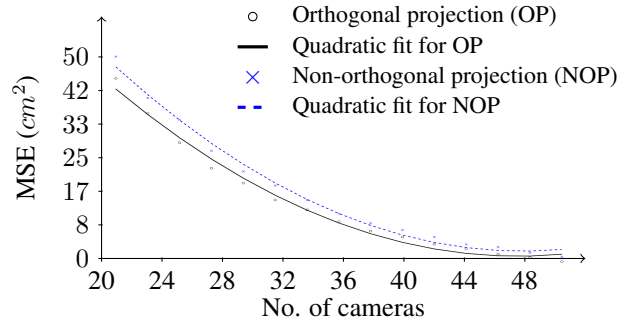 Orthogonal projection (OP)
Quadratic fit for OP
Non-orthogonal projection (NOP)
Quadratic fit for NOP
MSE (cm²)
50
42
33
25
17
8
0
20 24 28 32 36 40 44 48
No. of cameras